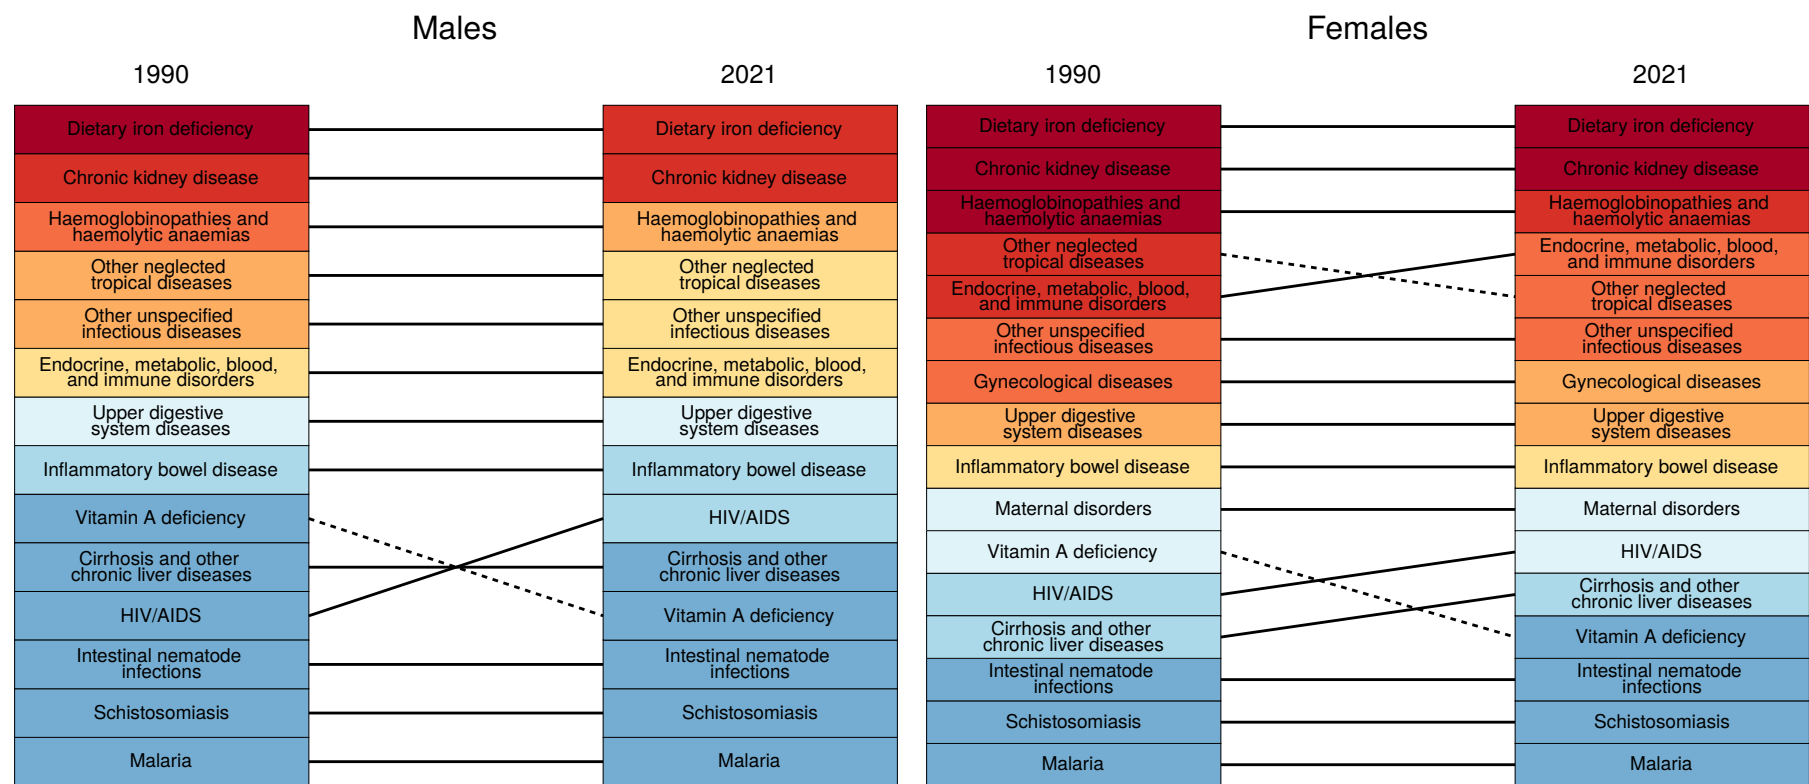 Males
1990
2021
Dietary iron deficiency
Chronic kidney disease
Haemoglobinopathies and
haemolytic anaemias
Other neglected
tropical diseases
Other unspecified
infectious diseases
Endocrine, metabolic, blood,
and immune disorders
Upper digestive
system diseases
Inflammatory bowel disease
Vitamin A deficiency
Cirrhosis and other
chronic liver diseases
HIV/AIDS
Intestinal nematode
infections
Schistosomiasis
Malaria
Dietary iron deficiency
Chronic kidney disease
Haemoglobinopathies and
haemolytic anaemias
Other neglected
tropical diseases
Other unspecified
infectious diseases
Endocrine, metabolic, blood,
and immune disorders
Upper digestive
system diseases
Inflammatory bowel disease
HIV/AIDS
Cirrhosis and other
chronic liver diseases
Vitamin A deficiency
Intestinal nematode
infections
Schistosomiasis
Malaria
Females
1990
2021
Dietary iron deficiency
Chronic kidney disease
Haemoglobinopathies and
haemolytic anaemias
Other neglected
tropical diseases
Endocrine, metabolic, blood,
and immune disorders
Other unspecified
infectious diseases
Gynecological diseases
Upper digestive
system diseases
Inflammatory bowel disease
Maternal disorders
Vitamin A deficiency
HIV/AIDS
Cirrhosis and other
chronic liver diseases
Intestinal nematode
infections
Schistosomiasis
Malaria
Dietary iron deficiency
Chronic kidney disease
Haemoglobinopathies and
haemolytic anaemias
Endocrine, metabolic, blood,
and immune disorders
Other neglected
tropical diseases
Other unspecified
infectious diseases
Gynecological diseases
Upper digestive
system diseases
Inflammatory bowel disease
Maternal disorders
HIV/AIDS
Cirrhosis and other
chronic liver diseases
Vitamin A deficiency
Intestinal nematode
infections
Schistosomiasis
Malaria